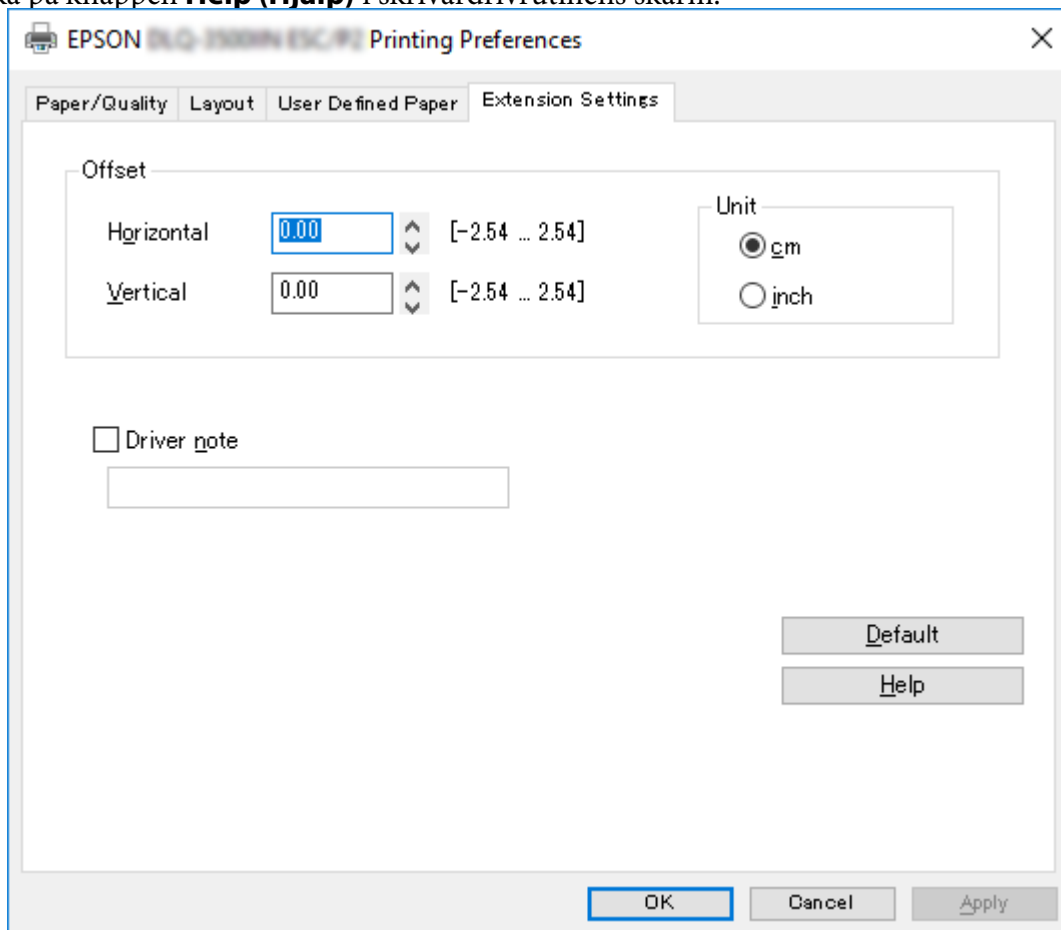 på knappen Help (Hjälp) i skrivardrivrutinens skärm.
EPSON Printing Preferences
Paper/Quality Layout User Defined Paper Extension Settings
Offset
Horizontal 0.00 [-2.54 ... 2.54]
Unit
cm
Vertical 0.00 [-2.54 ... 2.54]
inch
Driver note
Default
Help
OK Cancel Apply